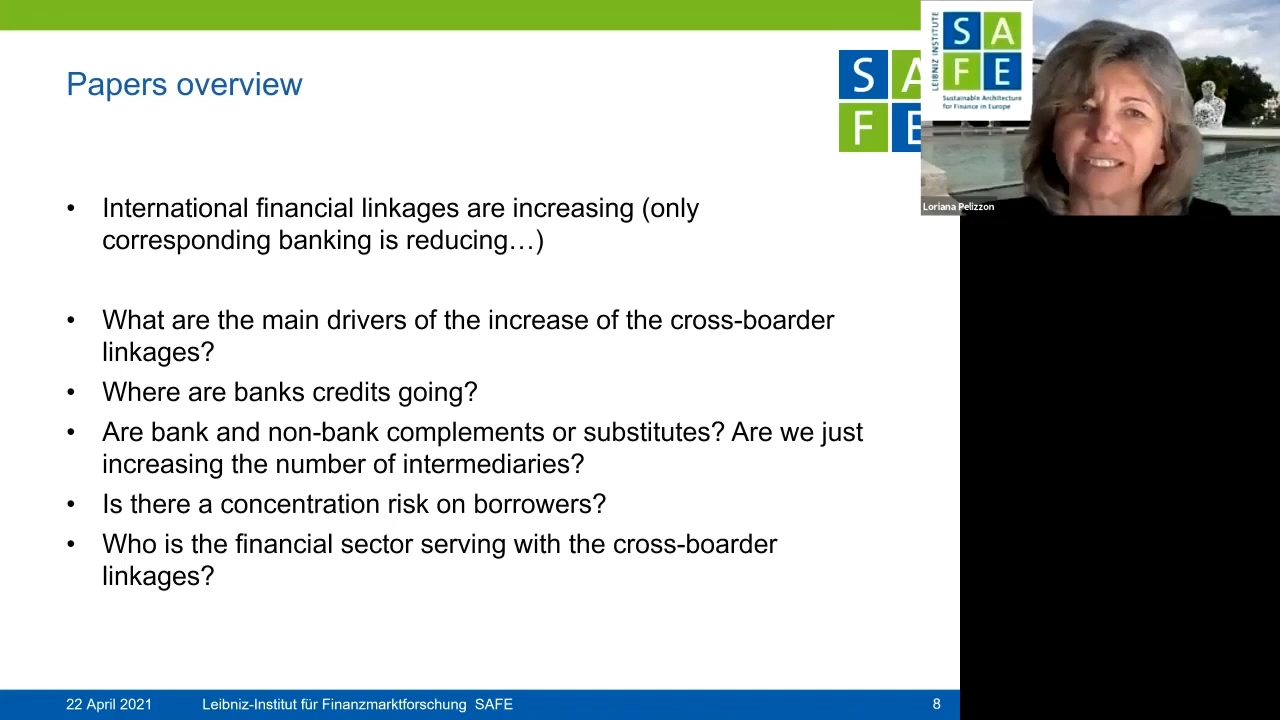 Papers overview
S A
F E
LEIBNIZ INSTITUTE
S A
F E
Sustainable Architecture
for Finance in Europe
Loriana Pelizzon
• International financial linkages are increasing (only
corresponding banking is reducing…)
• What are the main drivers of the increase of the cross-boarder
linkages?
• Where are banks credits going?
• Are bank and non-bank complements or substitutes? Are we just
increasing the number of intermediaries?
• Is there a concentration risk on borrowers?
• Who is the financial sector serving with the cross-boarder
linkages?
22 April 2021 Leibniz-Institut für Finanzmarktforschung SAFE 8